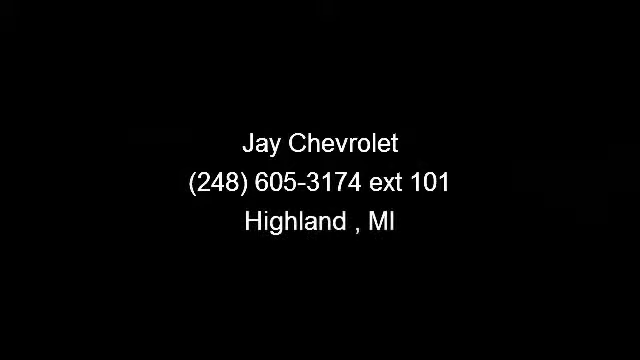 Jay Chevrolet
(248) 605-3174 ext 101
Highland , MI